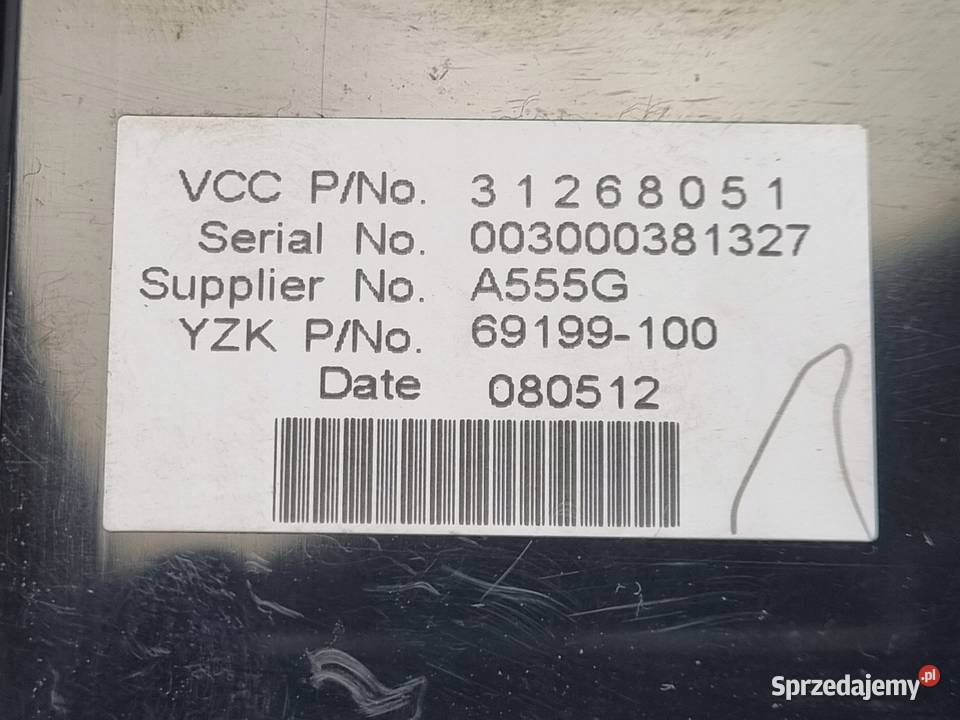 VCC P/No. 31268051
Serial No. 003000381327
Supplier No. A555G
YZK P/No. 69199-100
Date 080512
Sprzedajemy.pl